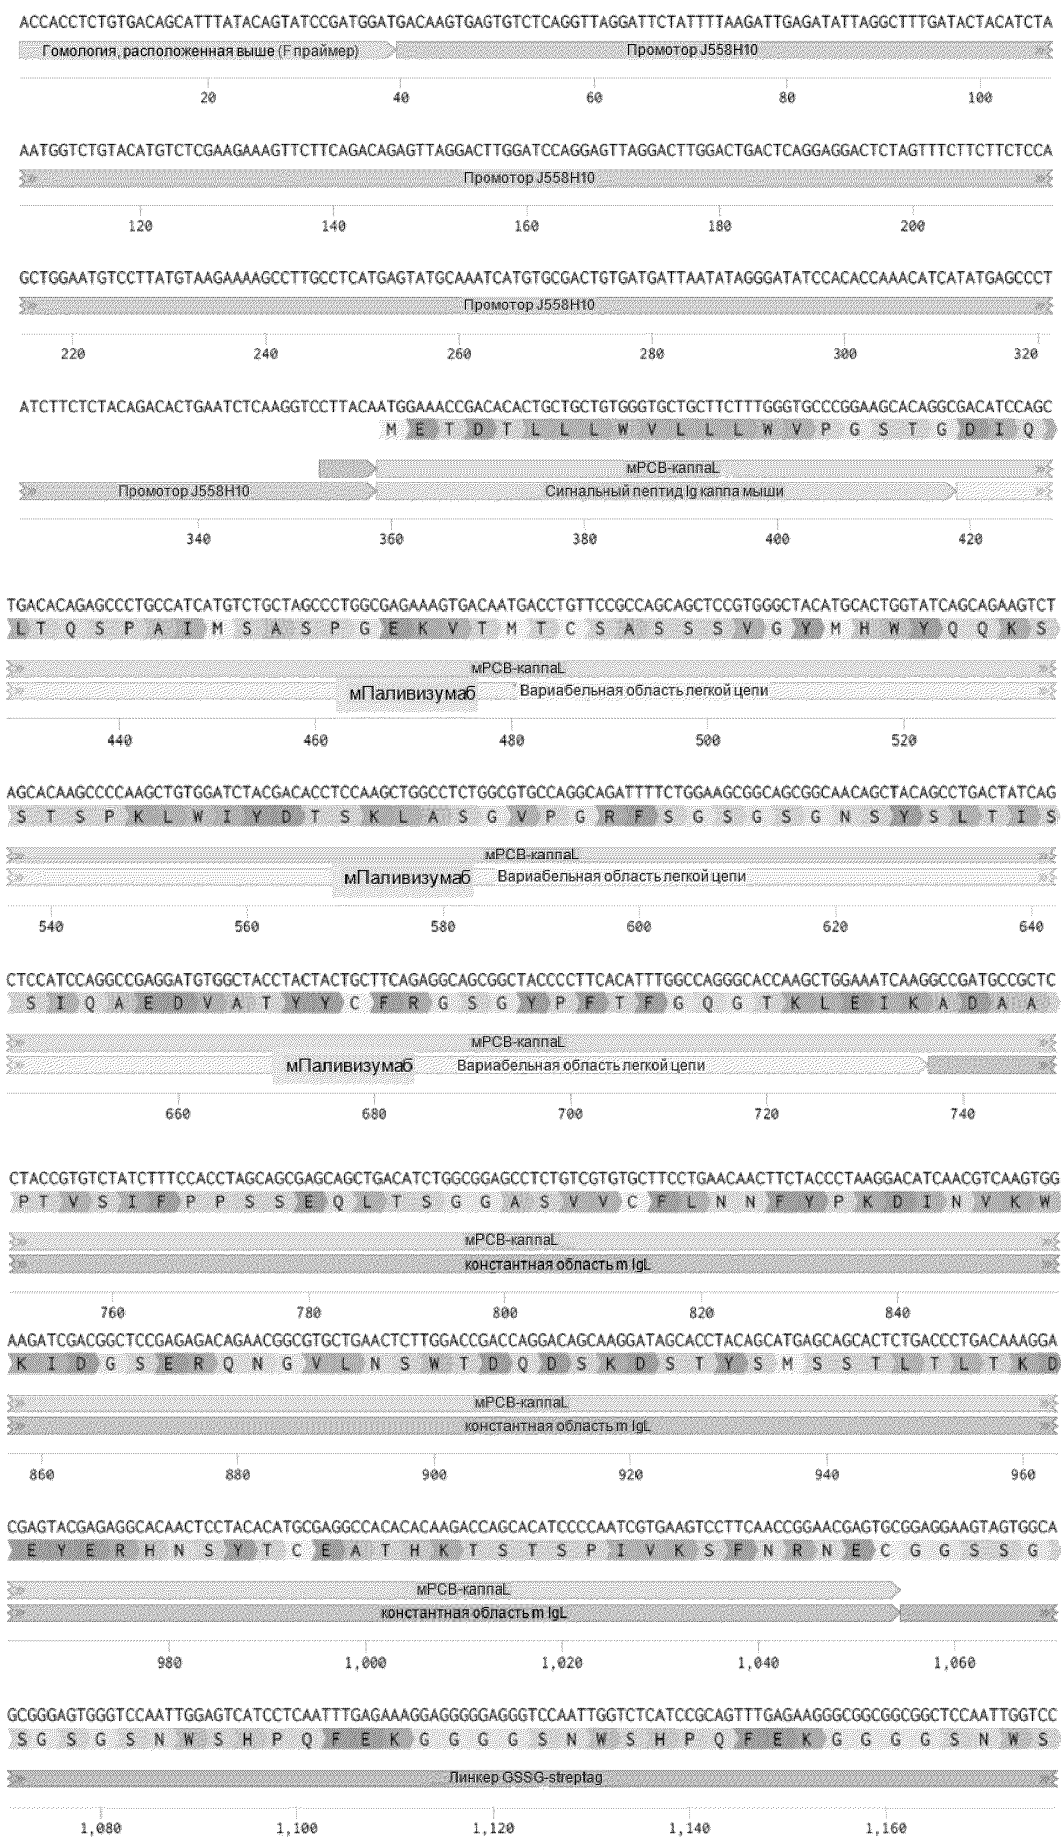 ACCACCTCTGTGACAGCATTTATACAGTATCCGATGGATGACAAGTGAGTGTCTCAGGTTAGGATTCTATTTTAAGATTGAGATATTAGGCTTTGATACTACATCTA
Гомология, расположенная выше (F праймер) Промотор J558H10
20 40 60 80 100
AATGGTCTGTACATGTCTCGAAGAAAGTTCTTCAGACAGAGTTAGGACTTGGATCCAGGAGTTAGGACTTGGACTGACTCAGGAGGACTCTAGTTTCTTCTTCTCCA
Промотор J558H10
120 140 160 180 200
GCTGGAATGTCCTTATGTAAGAAAAGCCTTGCCTCATGAGTATGCAAATCATGTGCGACTGTGATGATTAATATAGGGATATCCACACCAAACATCATATGAGCCCT
Промотор J558H10
220 240 260 280 300 320
ATCTTCTCTACAGACACTGAATCTCAAGGTCCTTACAATGGAAACCGACACACTGCTGCTGTGGGTGCTGCTTCTTTGGGTGCCCGGAAGCACAGGCGACATCCAGC
M E T D T L L L W V L L L W V P G S T G D I Q
мРСВ-каппаL
Промотор J558H10 Сигнальный пептид Ig каппа мыши
340 360 380 400 420
TGACACAGAGCCCTGCCATCATGTCTGCTAGCCCTGGCGAGAAAGTGACAATGACCTGTTCCGCCAGCAGCTCCGTGGGCTACATGCACTGGTATCAGCAGAAGTCT
L T Q S P A I M S A S P G E K V T M T C S A S S S V G Y M H W Y Q Q K S
мРСВ-каппаL
мПаливизумаб Вариабельная область легкой цепи
440 460 480 500 520
AGCACAAGCCCCAAGCTGTGGATCTACGACACCTCCAAGCTGGCCTCTGGCGTGCCAGGCAGATTTTCTGGAAGCGGCAGCGGCAACAGCTACAGCCTGACTATCAG
S T S P K L W I Y D T S K L A S G V P G R F S G S G S G N S Y S L T I S
мРСВ-каппаL
мПаливизумаб Вариабельная область легкой цепи
540 560 580 600 620 640
CTCCATCCAGGCCGAGGATGTGGCTACCTACTACTGCTTCAGAGGCAGCGGCTACCCCTTCACATTTGGCCAGGGCACCAAGCTGGAAATCAAGGCCGATGCCGCTC
S I Q A E D V A T Y Y C F R G S G Y P F T F G Q G T K L E I K A D A A
мРСВ-каппаL
мПаливизумаб Вариабельная область легкой цепи
660 680 700 720 740
CTACCGTGTCTATCTTTCCACCTAGCAGCGAGCAGCTGACATCTGGCGGAGCCTCTGTCGTGTGCTTCCTGAACAACTTCTACCCTAAGGACATCAACGTCAAGTGG
P T V S I F P P S S E Q L T S G G A S V V C F L N N F Y P K D I N V K W
мРСВ-каппаL
константная область m IgL
760 780 800 820 840
AAGATCGACGGCTCCGAGAGACAGAACGGCGTGCTGAACTCTTGGACCGACCAGGACAGCAAGGATAGCACCTACAGCATGAGCAGCACTCTGACCCTGACAAAGGA
K I D G S E R Q N G V L N S W T D Q D S K D S T Y S M S S T L T L T K D
мРСВ-каппаL
константная область m IgL
860 880 900 920 940 960
CGAGTACGAGAGGCACAACTCCTACACATGCGAGGCCACACACAAGACCAGCACATCCCCAATCGTGAAGTCCTTCAACCGGAACGAGTGCGGAGGAAGTAGTGGCA
E Y E R H N S Y T C E A T H K T S T S P I V K S F N R N E C G G S S G
мРСВ-каппаL
константная область m IgL
980 1,000 1,020 1,040 1,060
GCGGGAGTGGGTCCAATTGGAGTCATCCTCAATTTGAGAAAGGAGGGGGAGGGTCCAATTGGTCTCATCCGCAGTTTGAGAAGGGCGGCGGCGGCTCCAATTGGTCC
S G S G S N W S H P Q F E K G G G G S N W S H P Q F E K G G G G S N W S
Линкер GSSG-streptag
1,080 1,100 1,120 1,140 1,160